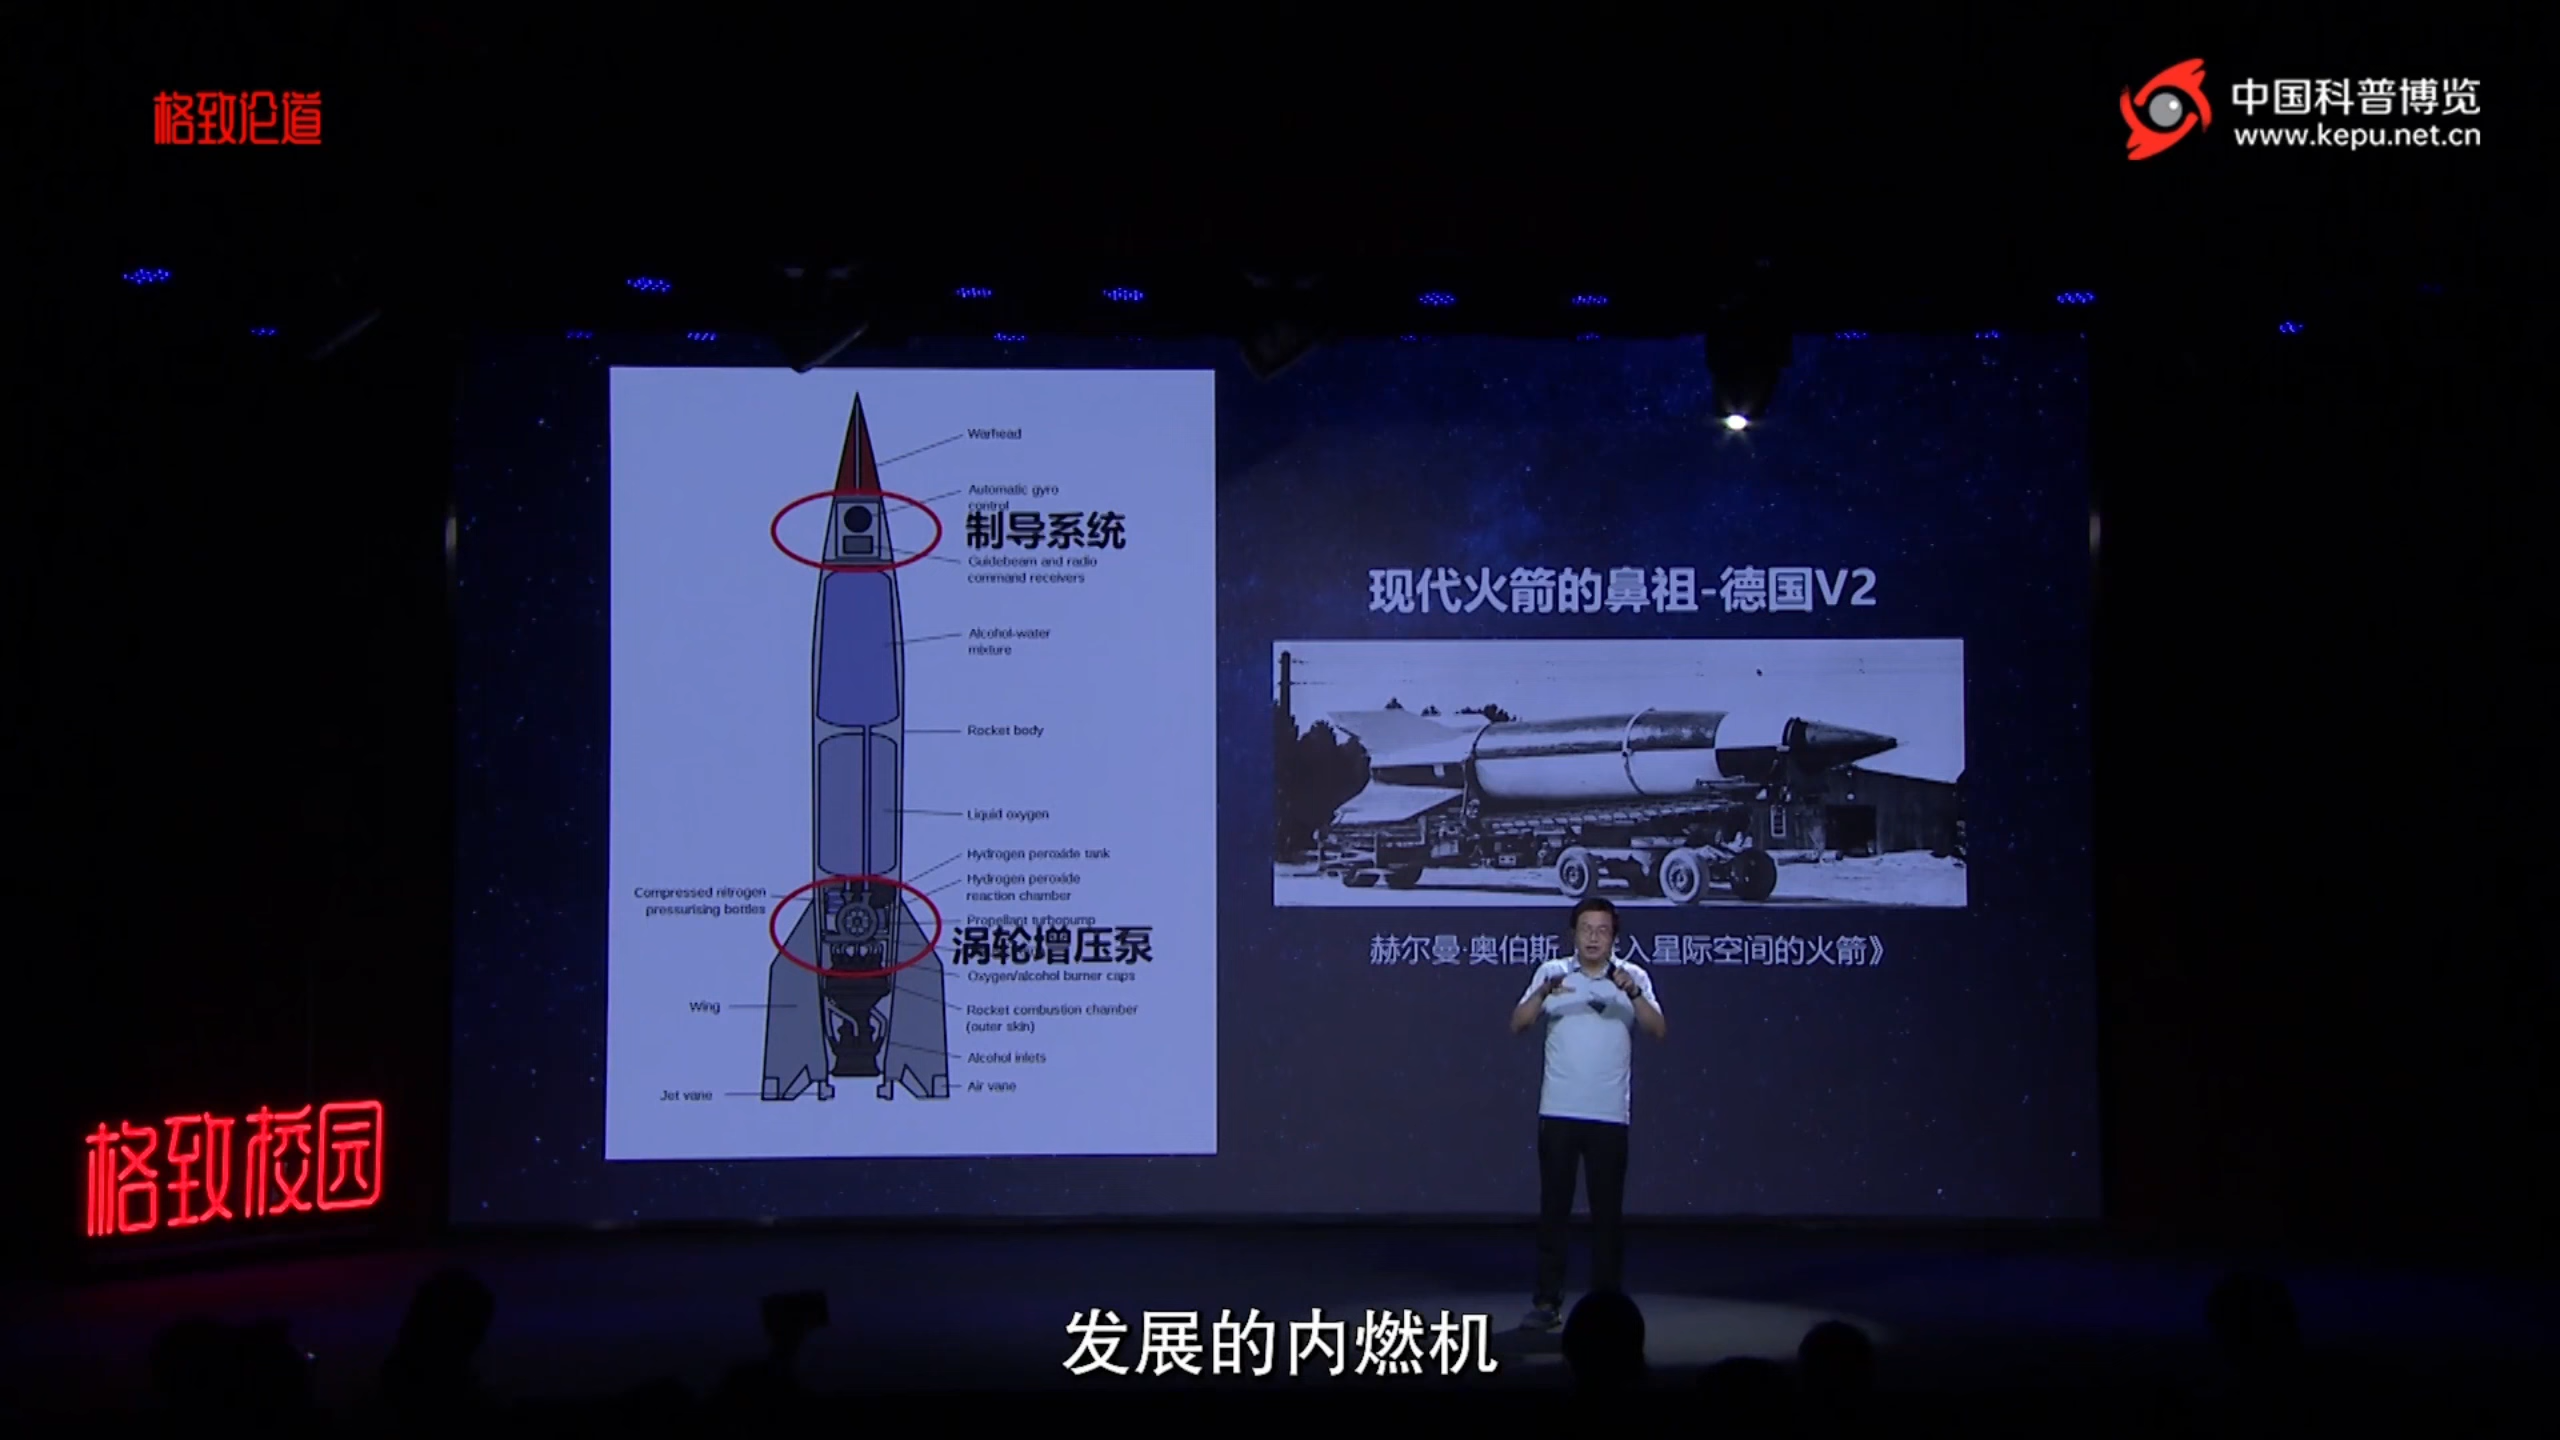 格致论道
中国科普博览
www.kepu.net.cn
Warhead
Automatic gyro
control
制导系统
Guidebeam and radio
command receivers
Alcohol-water
mixture
Rocket body
Liquid oxygen
Hydrogen peroxide tank
Hydrogen peroxide
reaction chamber
Compressed nitrogen
pressurising bottles
Propellant turbopump
涡轮增压泵
Oxygen/alcohol burner caps
Wing
Rocket combustion chamber
(outer skin)
Alcohol inlets
Air vane
Jet vane
现代火箭的鼻祖-德国V2
赫尔曼·奥伯斯 入星际空间的火箭》
格致校园
发展的内燃机